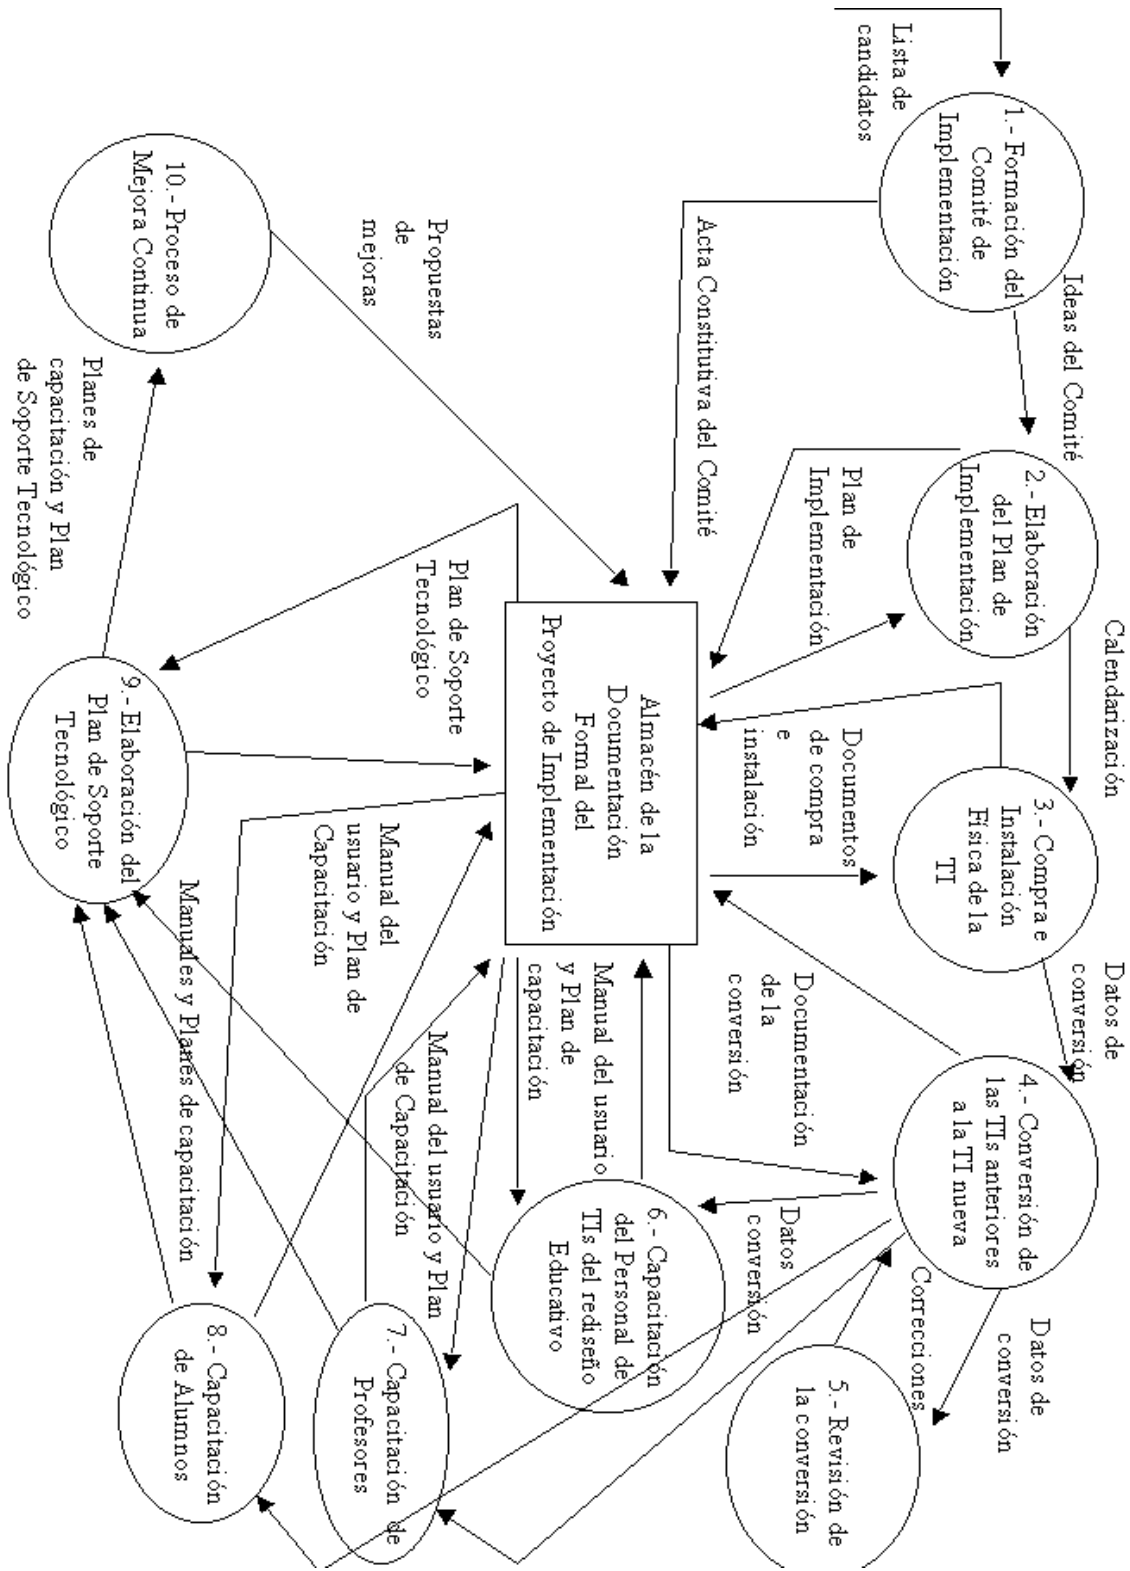 Lista de
candidatos
1.- Formación del
Comité de
Implementación
Ideas del Comité
Acta Constitutiva del Comité
2.- Elaboración
del Plan de
Implementación
Plan de
Implementación
Calendarización
3.- Compra e
Instalación
Física de la
TI
Documentos
de compra
e
instalación
Datos de
conversión
4.- Conversión de
las TIs anteriores
a la TI nueva
Documentación
de la
conversión
Datos de
conversión
Correcciones
5.- Revisión de
la conversión
Datos
conversión
6.- Capacitación
del Personal de
TIs del rediseño
Educativo
Manual del usuario
y Plan de
capacitación
Almacén de la
Documentación
Formal del
Proyecto de Implementación
Manual del usuario y Plan
de Capacitación
7.- Capacitación de
Profesores
Manual del
usuario y Plan de
Capacitación
8.- Capacitación
de Alumnos
Manuales y Planes de capacitación
Plan de Soporte
Tecnológico
9.- Elaboración del
Plan de Soporte
Tecnológico
Planes de
capacitación y Plan
de Soporte Tecnológico
10.- Proceso de
Mejora Continua
Propuestas
de
mejoras